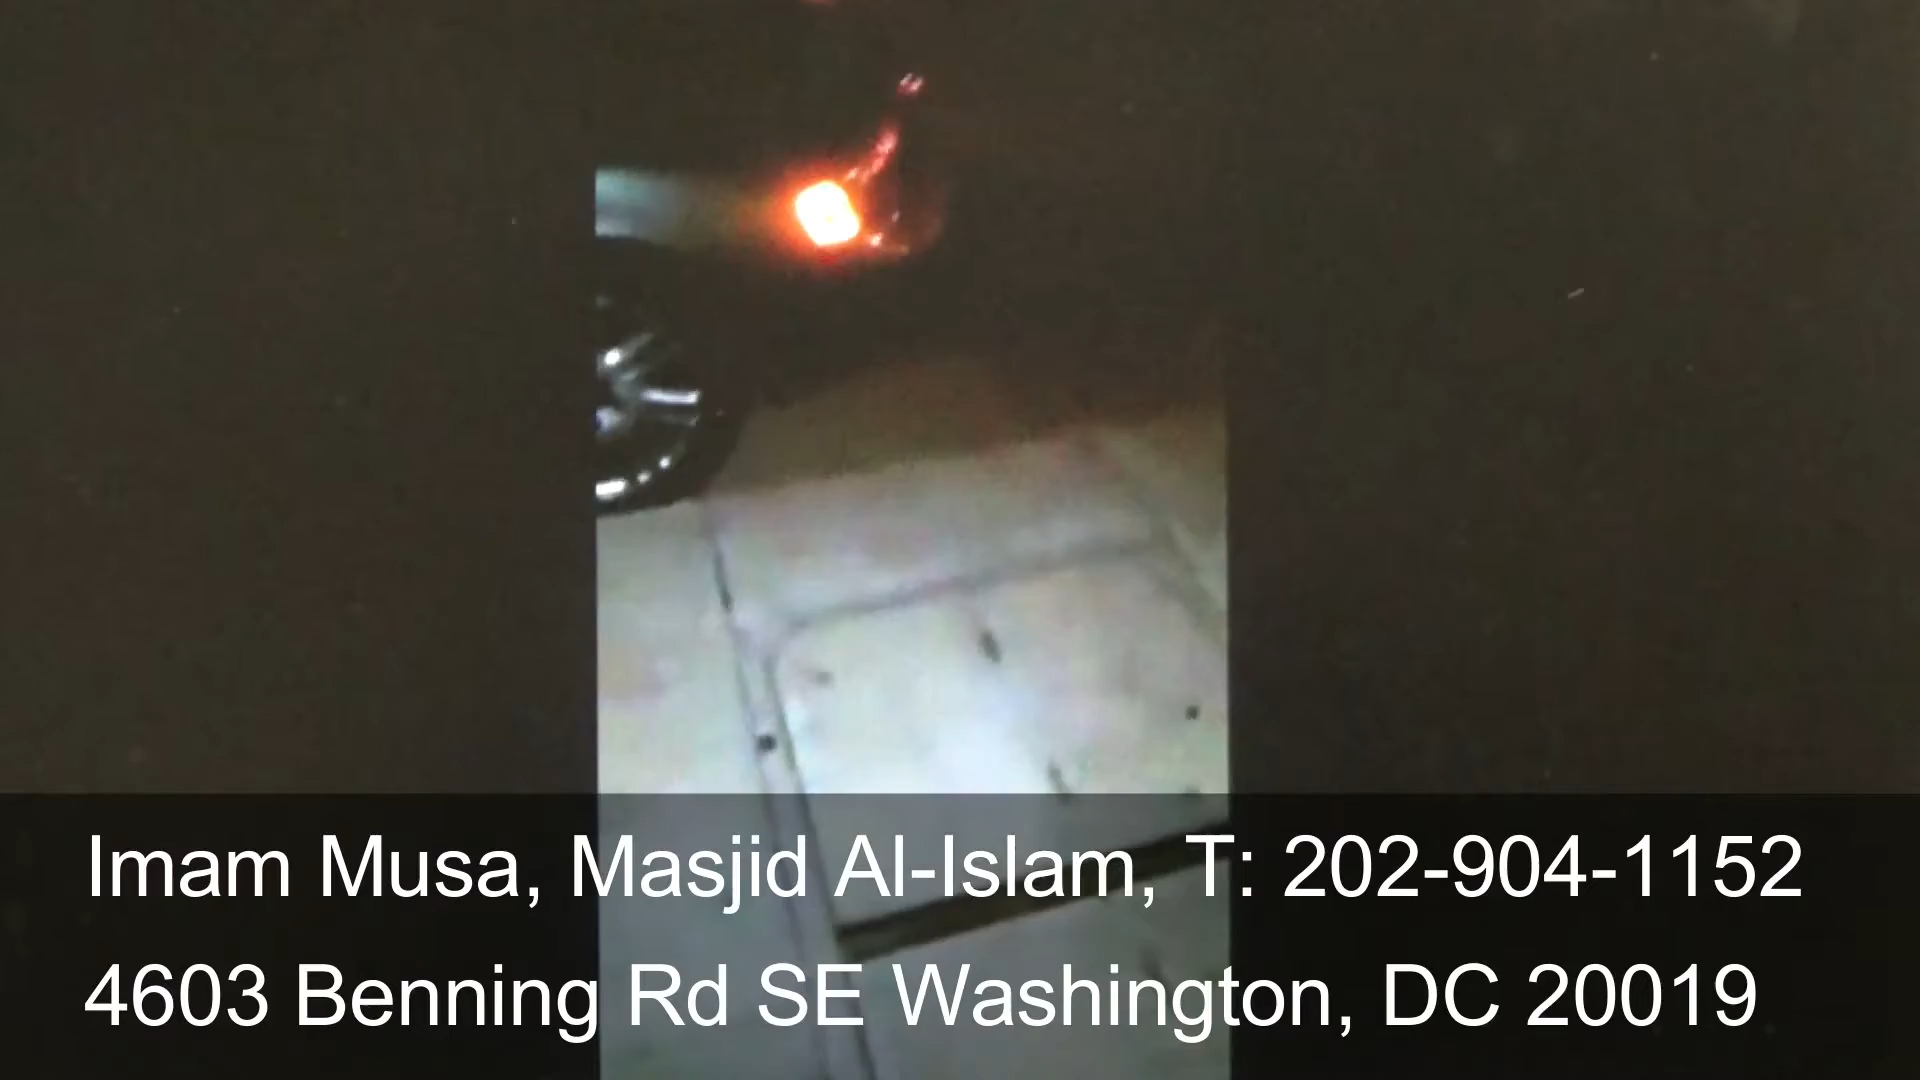 Imam Musa, Masjid Al-Islam, T: 202-904-1152
4603 Benning Rd SE Washington, DC 20019